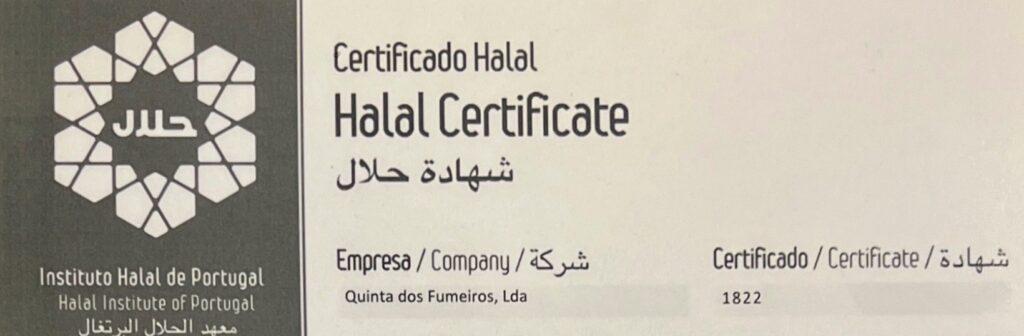 حلال
Instituto Halal de Portugal
Halal Institute of Portugal
معهد الحلال البرتغال
Certificado Halal
Halal Certificate
شهادة حلال
Empresa / Company / شركة
Quinta dos Fumeiros, Lda
Certificado / Certificate / شهادة
1822